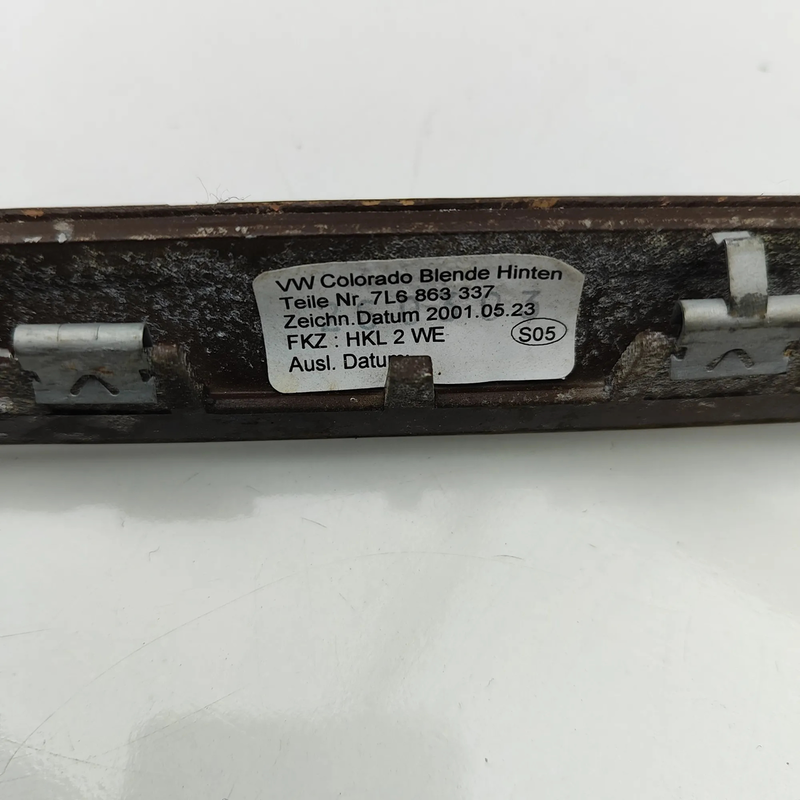 VW Colorado Blende Hinten
Teile Nr. 7L6 863 337
Zeichn.Datum 2001.05.23
FKZ : HKL 2 WE S05
Ausl. Datum